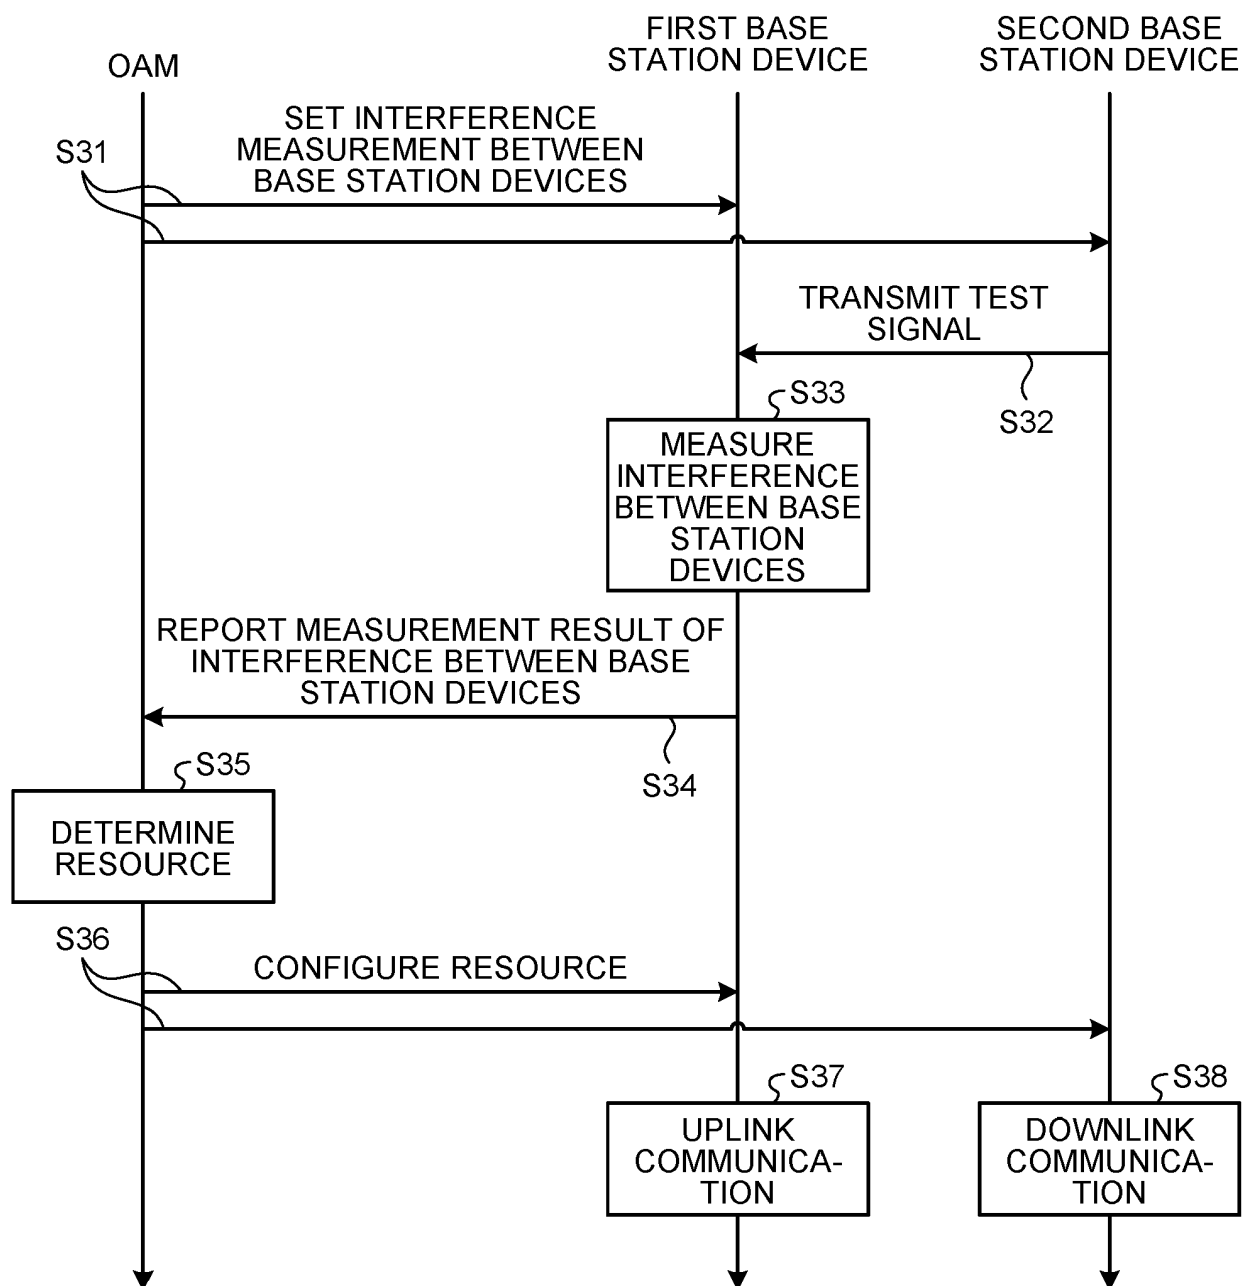 OAM
FIRST BASE
STATION DEVICE
SECOND BASE
STATION DEVICE
SET INTERFERENCE
MEASUREMENT BETWEEN
BASE STATION DEVICES
S31
TRANSMIT TEST
SIGNAL
S32
S33
MEASURE
INTERFERENCE
BETWEEN BASE
STATION
DEVICES
REPORT MEASUREMENT RESULT OF
INTERFERENCE BETWEEN BASE
STATION DEVICES
S34
S35
DETERMINE
RESOURCE
S36
CONFIGURE RESOURCE
S37
UPLINK
COMMUNICA-
TION
S38
DOWNLINK
COMMUNICA-
TION